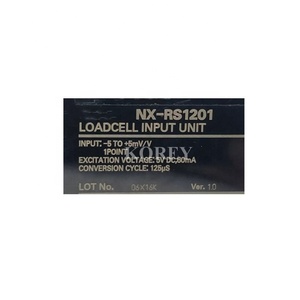 NX-RS1201
LOADCELL INPUT UNIT
INPUT: -5 TO +5mV/V
1POINT
EXCITATION VOLTAGE: 5V DC,60mA
CONVERSION CYCLE: 125μS
LOT No. Ver. 1.0
KOREY